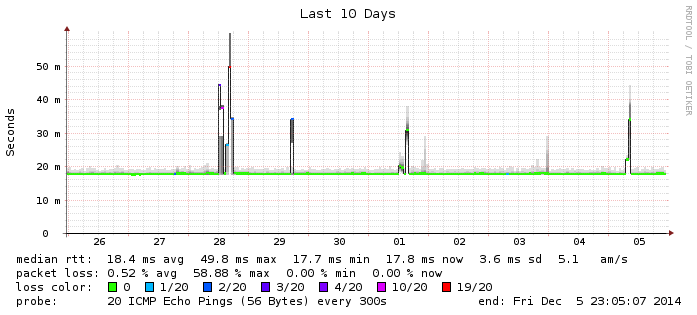 Last 10 Days
RRDTOOL / TOBI OETIKER
Seconds
50 m
40 m
30 m
20 m
10 m
0
26 27 28 29 30 01 02 03 04 05
median rtt: 18.4 ms avg 49.8 ms max 17.7 ms min 17.8 ms now 3.6 ms sd 5.1 am/s
packet loss: 0.52 % avg 58.88 % max 0.00 % min 0.00 % now
loss color: 0 1/20 2/20 3/20 4/20 10/20 19/20
probe: 20 ICMP Echo Pings (56 Bytes) every 300s end: Fri Dec 5 23:05:07 2014